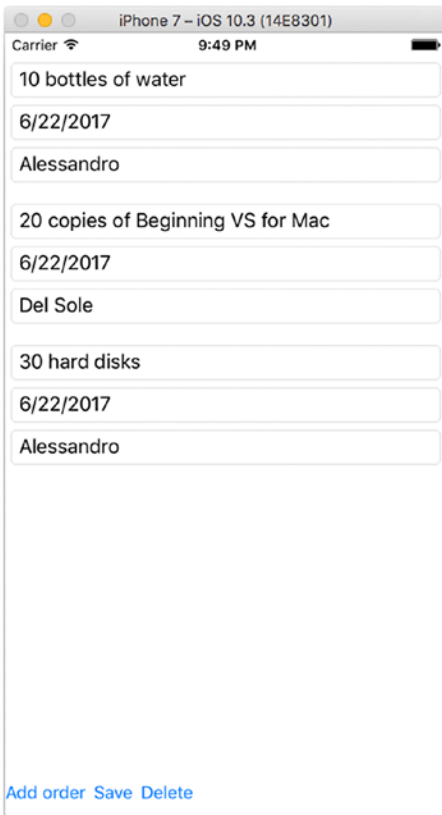 iPhone 7 – iOS 10.3 (14E8301)
Carrier 9:49 PM
10 bottles of water
6/22/2017
Alessandro
20 copies of Beginning VS for Mac
6/22/2017
Del Sole
30 hard disks
6/22/2017
Alessandro
Add order Save Delete